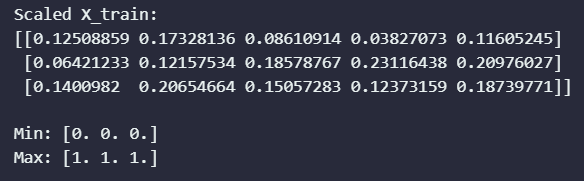 Scaled X_train:
[[0.12508859 0.17328136 0.08610914 0.03827073 0.11605245]
 [0.06421233 0.12157534 0.18578767 0.23116438 0.20976027]
 [0.1400982  0.20654664 0.15057283 0.12373159 0.18739771]]
Min: [0. 0. 0.]
Max: [1. 1. 1.]